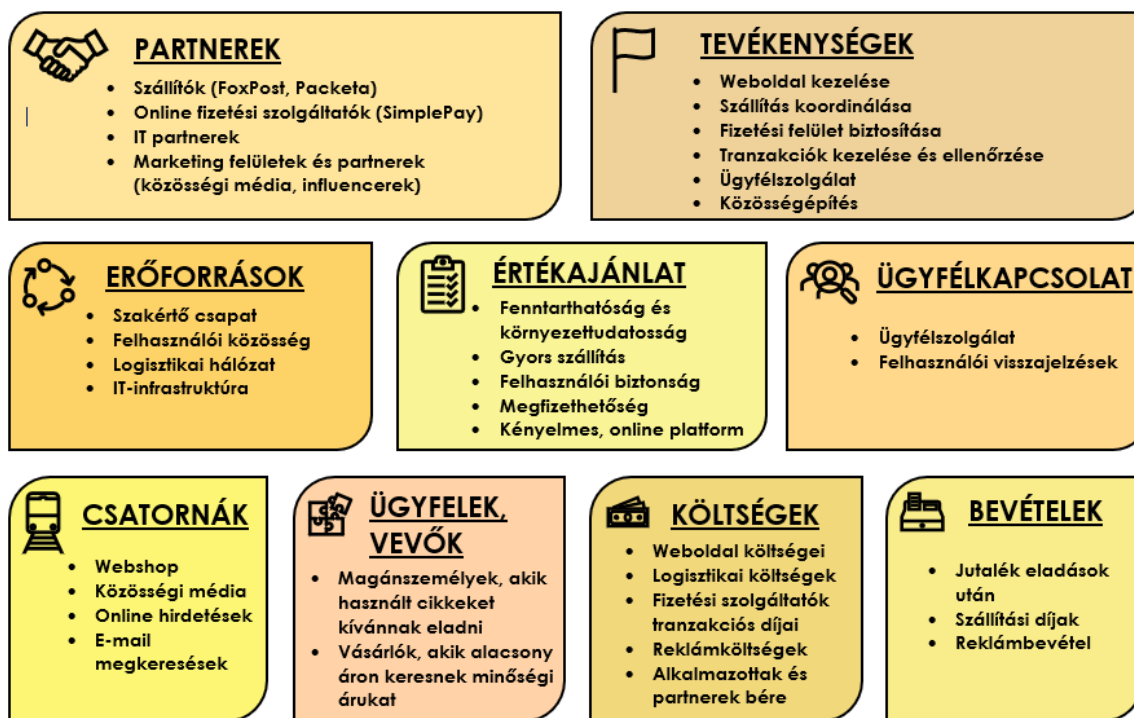 PARTNEREK
Szállítók (FoxPost, Packeta)
Online fizetési szolgáltatók (SimplePay)
IT partnerek
Marketing felületek és partnerek
(közösségi média, influencerek)
TEVÉKENYSÉGEK
Weboldal kezelése
Szállítás koordinálása
Fizetési felület biztosítása
Tranzakciók kezelése és ellenőrzése
Ügyfélszolgálat
Közösségépítés
ERŐFORRÁSOK
Szakértő csapat
Felhasználói közösség
Logisztikai hálózat
IT-infrastruktúra
ÉRTÉKAJÁNLAT
Fenntarthatóság és
környezettudatosság
Gyors szállítás
Felhasználói biztonság
Megfizethetőség
Kényelmes, online platform
ÜGYFÉLKAPCSOLAT
Ügyfélszolgálat
Felhasználói visszajelzések
CSATORNÁK
Webshop
Közösségi média
Online hirdetések
E-mail
megkeresések
ÜGYFELEK,
VEVŐK
Magánszemélyek, akik
használt cikkeket
kívánnak eladni
Vásárlók, akik alacsony
áron keresnek minőségi
árukat
KÖLTSÉGEK
Weboldal költségei
Logisztikai költségek
Fizetési szolgáltatók
tranzakciós díjai
Reklámköltségek
Alkalmazottak és
partnerek bére
BEVÉTELEK
Jutalék eladások
után
Szállítási díjak
Reklámbevétel